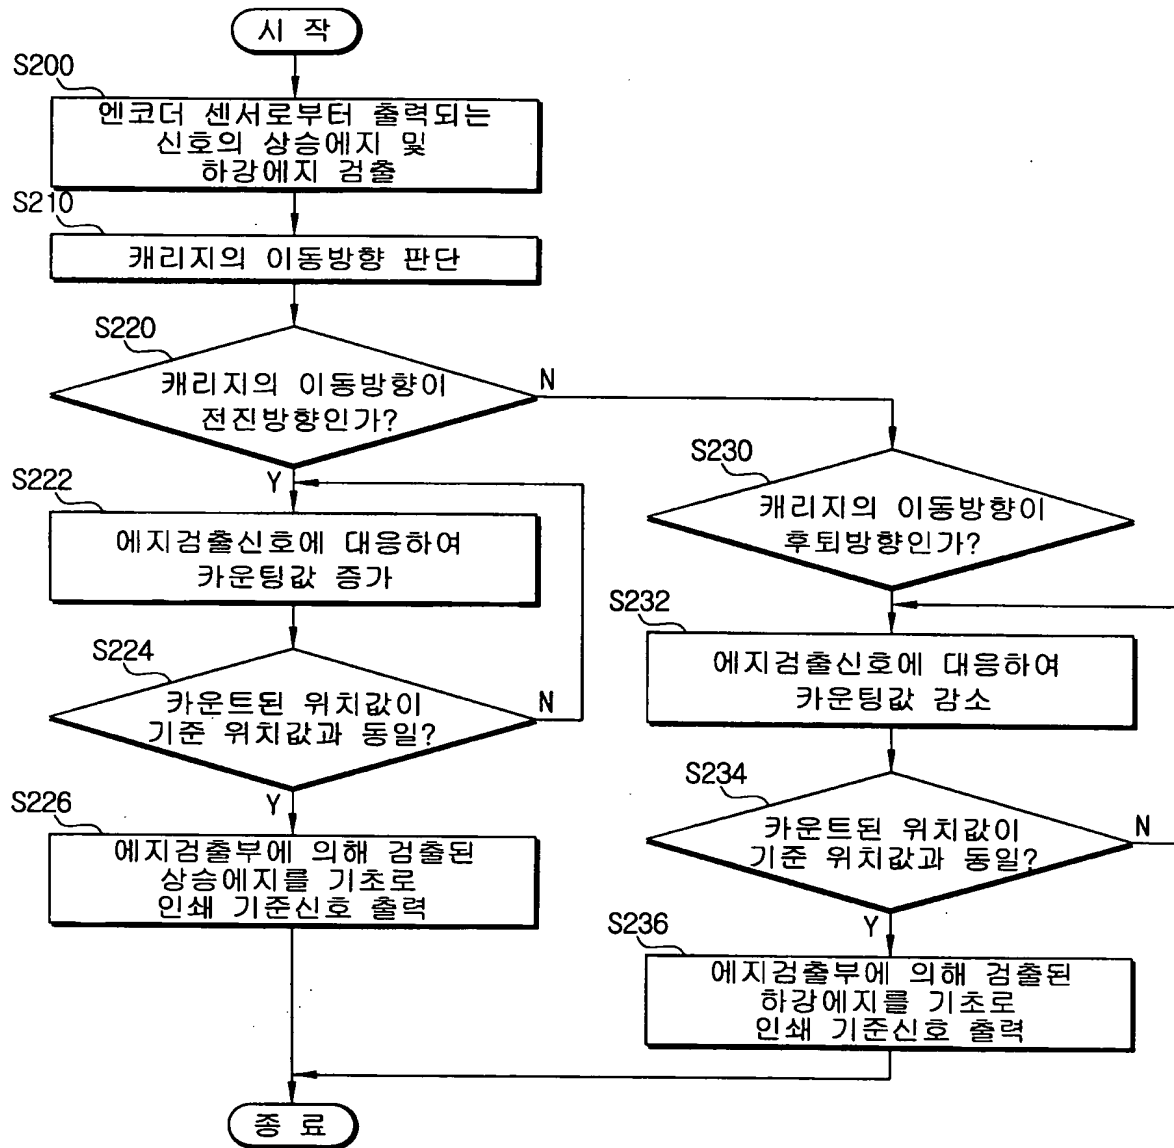 시 작
S200
엔코더 센서로부터 출력되는
신호의 상승에지 및
하강에지 검출
S210
캐리지의 이동방향 판단
S220
캐리지의 이동방향이
전진방향인가?
N
Y
S222
에지검출신호에 대응하여
카운팅값 증가
S224
카운트된 위치값이
기준 위치값과 동일?
N
Y
S226
에지검출부에 의해 검출된
상승에지를 기초로
인쇄 기준신호 출력
S230
캐리지의 이동방향이
후퇴방향인가?
S232
에지검출신호에 대응하여
카운팅값 감소
S234
카운트된 위치값이
기준 위치값과 동일?
N
Y
S236
에지검출부에 의해 검출된
하강에지를 기초로
인쇄 기준신호 출력
종 료